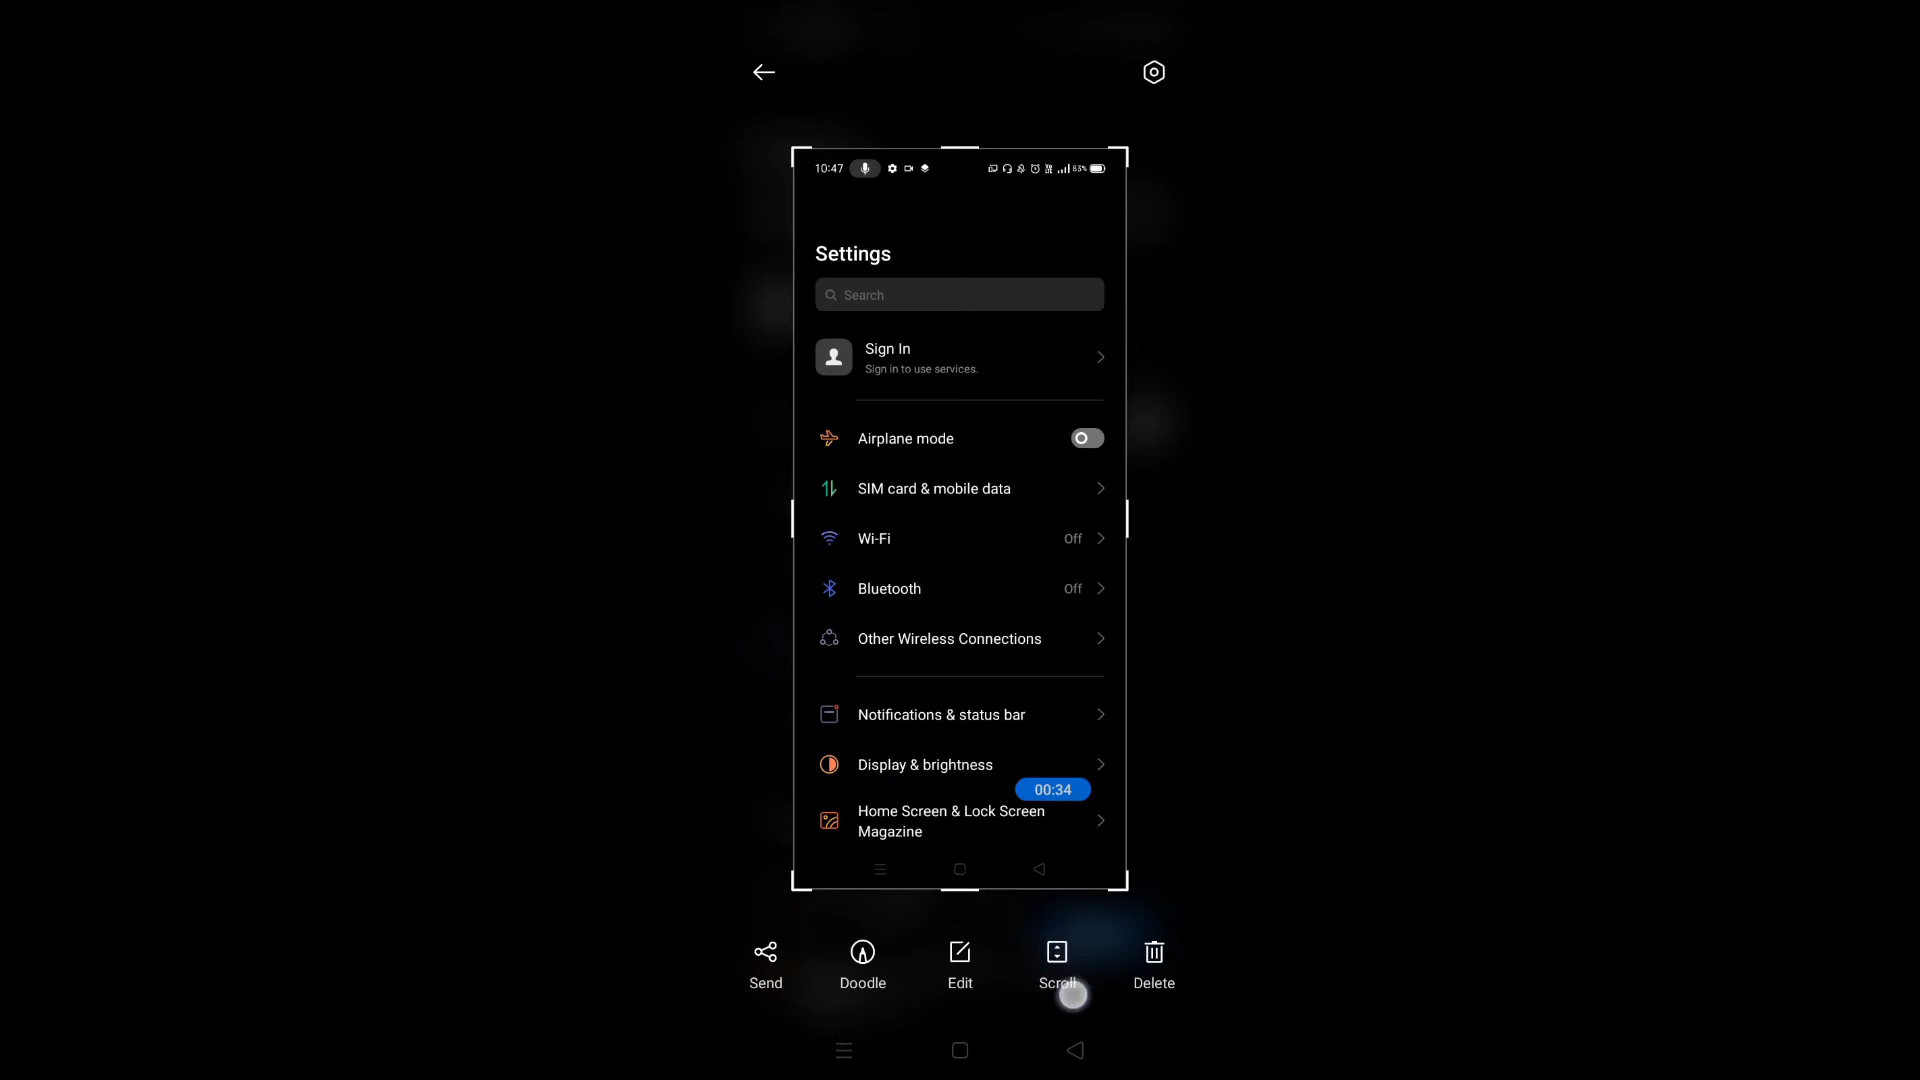 10:47 83%
Settings
Search
Sign In
Sign in to use services.
Airplane mode
SIM card & mobile data
Wi-Fi Off
Bluetooth Off
Other Wireless Connections
Notifications & status bar
Display & brightness
00:34
Home Screen & Lock Screen
Magazine
Send Doodle Edit Scroll Delete